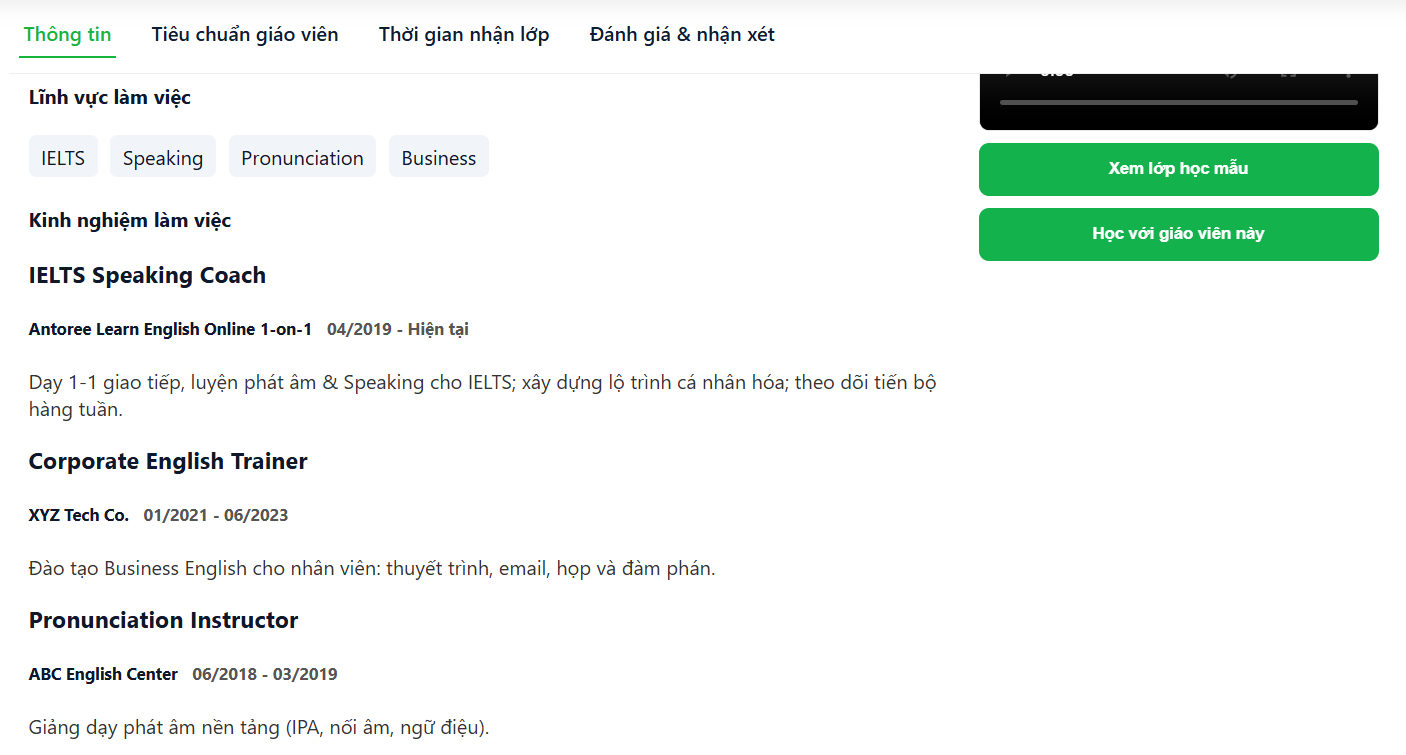 Thông tin
Tiêu chuẩn giáo viên
Thời gian nhận lớp
Đánh giá & nhận xét
Lĩnh vực làm việc
IELTS
Speaking
Pronunciation
Business
Xem lớp học mẫu
Học với giáo viên này
Kinh nghiệm làm việc
IELTS Speaking Coach
Antoree Learn English Online 1-on-1 04/2019 - Hiện tại
Dạy 1-1 giao tiếp, luyện phát âm & Speaking cho IELTS; xây dựng lộ trình cá nhân hóa; theo dõi tiến bộ
hàng tuần.
Corporate English Trainer
XYZ Tech Co. 01/2021 - 06/2023
Đào tạo Business English cho nhân viên: thuyết trình, email, họp và đàm phán.
Pronunciation Instructor
ABC English Center 06/2018 - 03/2019
Giảng dạy phát âm nền tảng (IPA, nối âm, ngữ điệu).